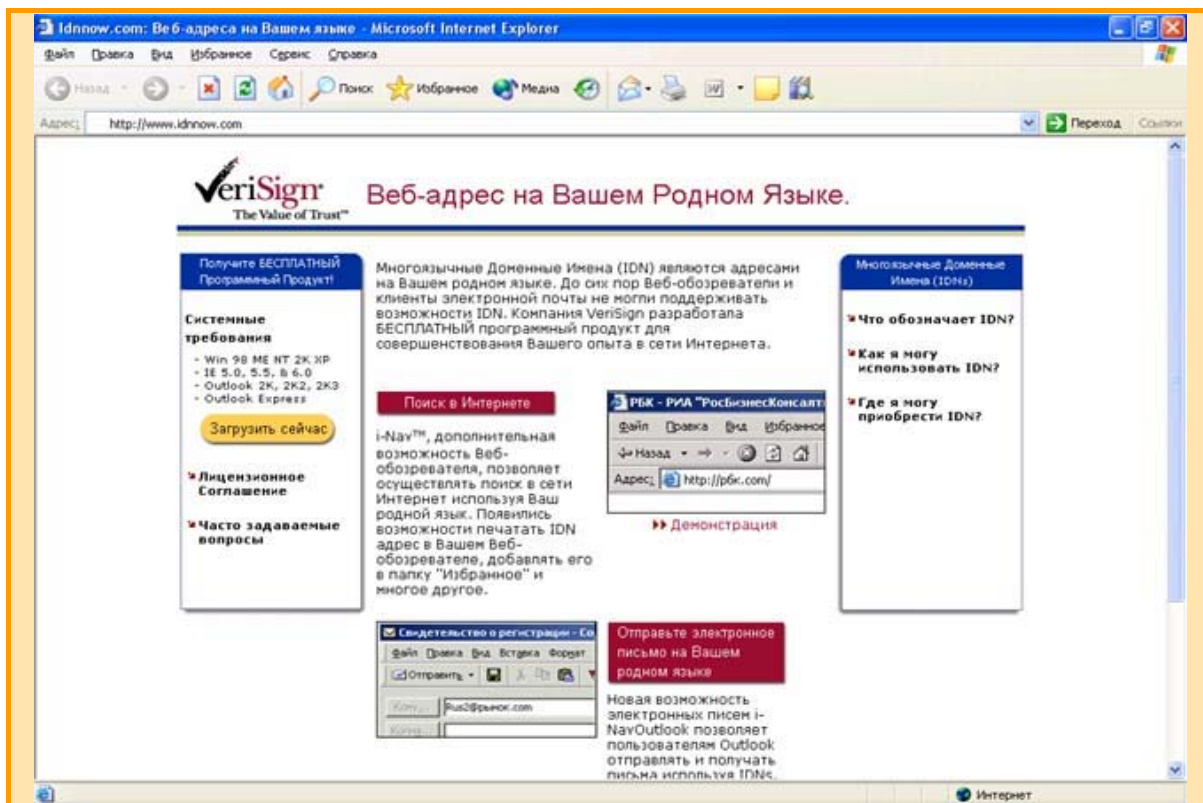 Idnnow.com: Веб-адреса на Вашем языке - Microsoft Internet Explorer
Файл Правка Вид Избранное Сервис Справка
Назад Поиск Избранное Медиа
Адрес: http://www.idnnow.com Переход Ссылки
VeriSign
The Value of Trust™
Веб-адрес на Вашем Родном Языке.
Получите БЕСПЛАТНЫЙ
Программный Продукт!
Системные
требования
- Win 98 ME NT 2K XP
- IE 5.0, 5.5, & 6.0
- Outlook 2K, 2K2, 2K3
- Outlook Express
Загрузить сейчас
Лицензионное
Соглашение
Часто задаваемые
вопросы
Многоязычные Доменные Имена (IDN) являются адресами
на Вашем родном языке. До сих пор Веб-обозреватели и
клиенты электронной почты не могли поддерживать
возможности IDN. Компания VeriSign разработала
БЕСПЛАТНЫЙ программный продукт для
совершенствования Вашего опыта в сети Интернета.
Поиск в Интернете
i-Nav™, дополнительная
возможность Веб-
обозревателя, позволяет
осуществлять поиск в сети
Интернет используя Ваш
родной язык. Появились
возможности печатать IDN
адрес в Вашем Веб-
обозревателе, добавлять его
в папку "Избранное" и
многое другое.
РБК - РИА "РосБизнесКонсалт
Файл Правка Вид Избранное
Назад
Адрес: http://рбк.com/
Демонстрация
Свидетельство о регистрации - Со
Файл Правка Вид Вставка Формат
Отправить
Кому... Rus2@рынок.com
Копия...
Отправьте электронное
письмо на Вашем
родном языке
Новая возможность
электронных писем i-
NavOutlook позволяет
пользователям Outlook
отправлять и получать
письма используя IDNs.
Многоязычные Доменные
Имена (IDNs)
Что обозначает IDN?
Как я могу
использовать IDN?
Где я могу
приобрести IDN?
Интернет